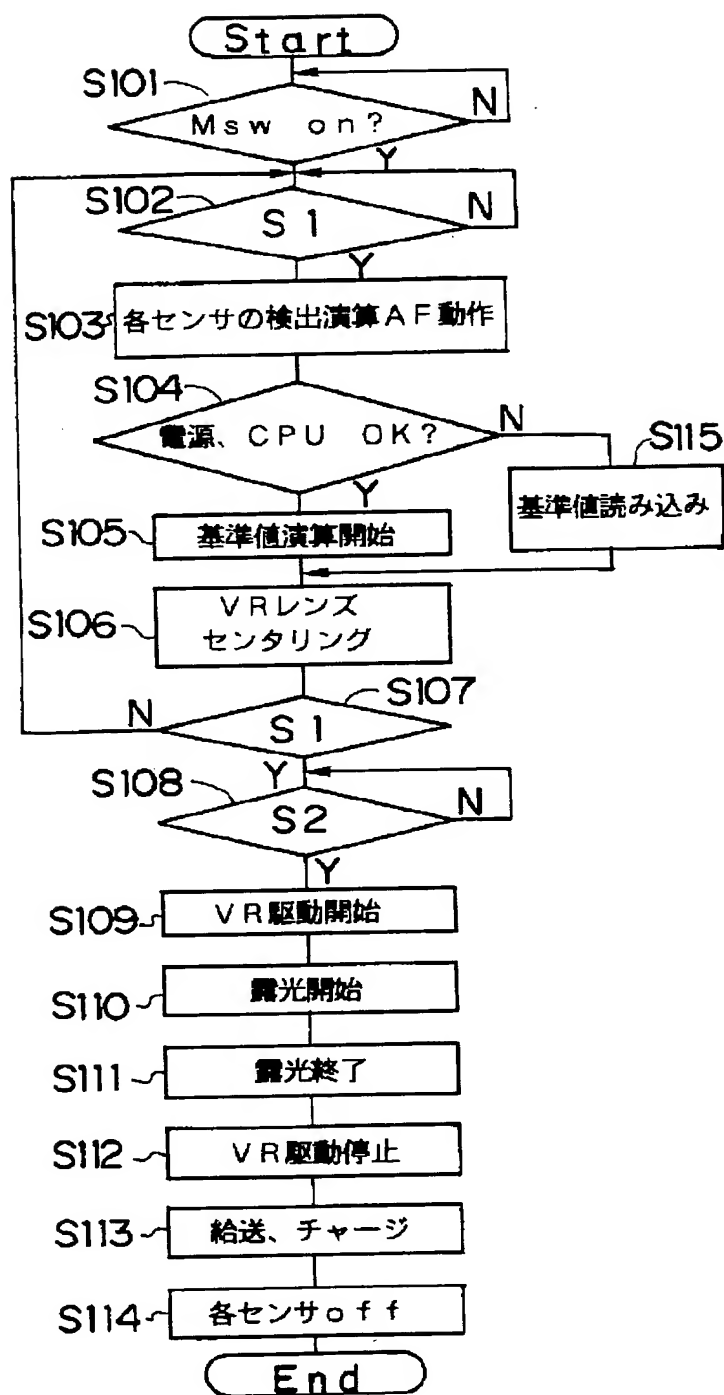 Start
S101
Msw on?
N
Y
S102
S1
N
Y
S103
各センサの検出演算AF動作
S104
電源、CPU OK?
N
Y
S115
基準値読み込み
S105
基準値演算開始
S106
VRレンズ
センタリング
S107
N
S1
Y
S108
S2
N
Y
S109
VR駆動開始
S110
露光開始
S111
露光終了
S112
VR駆動停止
S113
給送、チャージ
S114
各センサoff
End